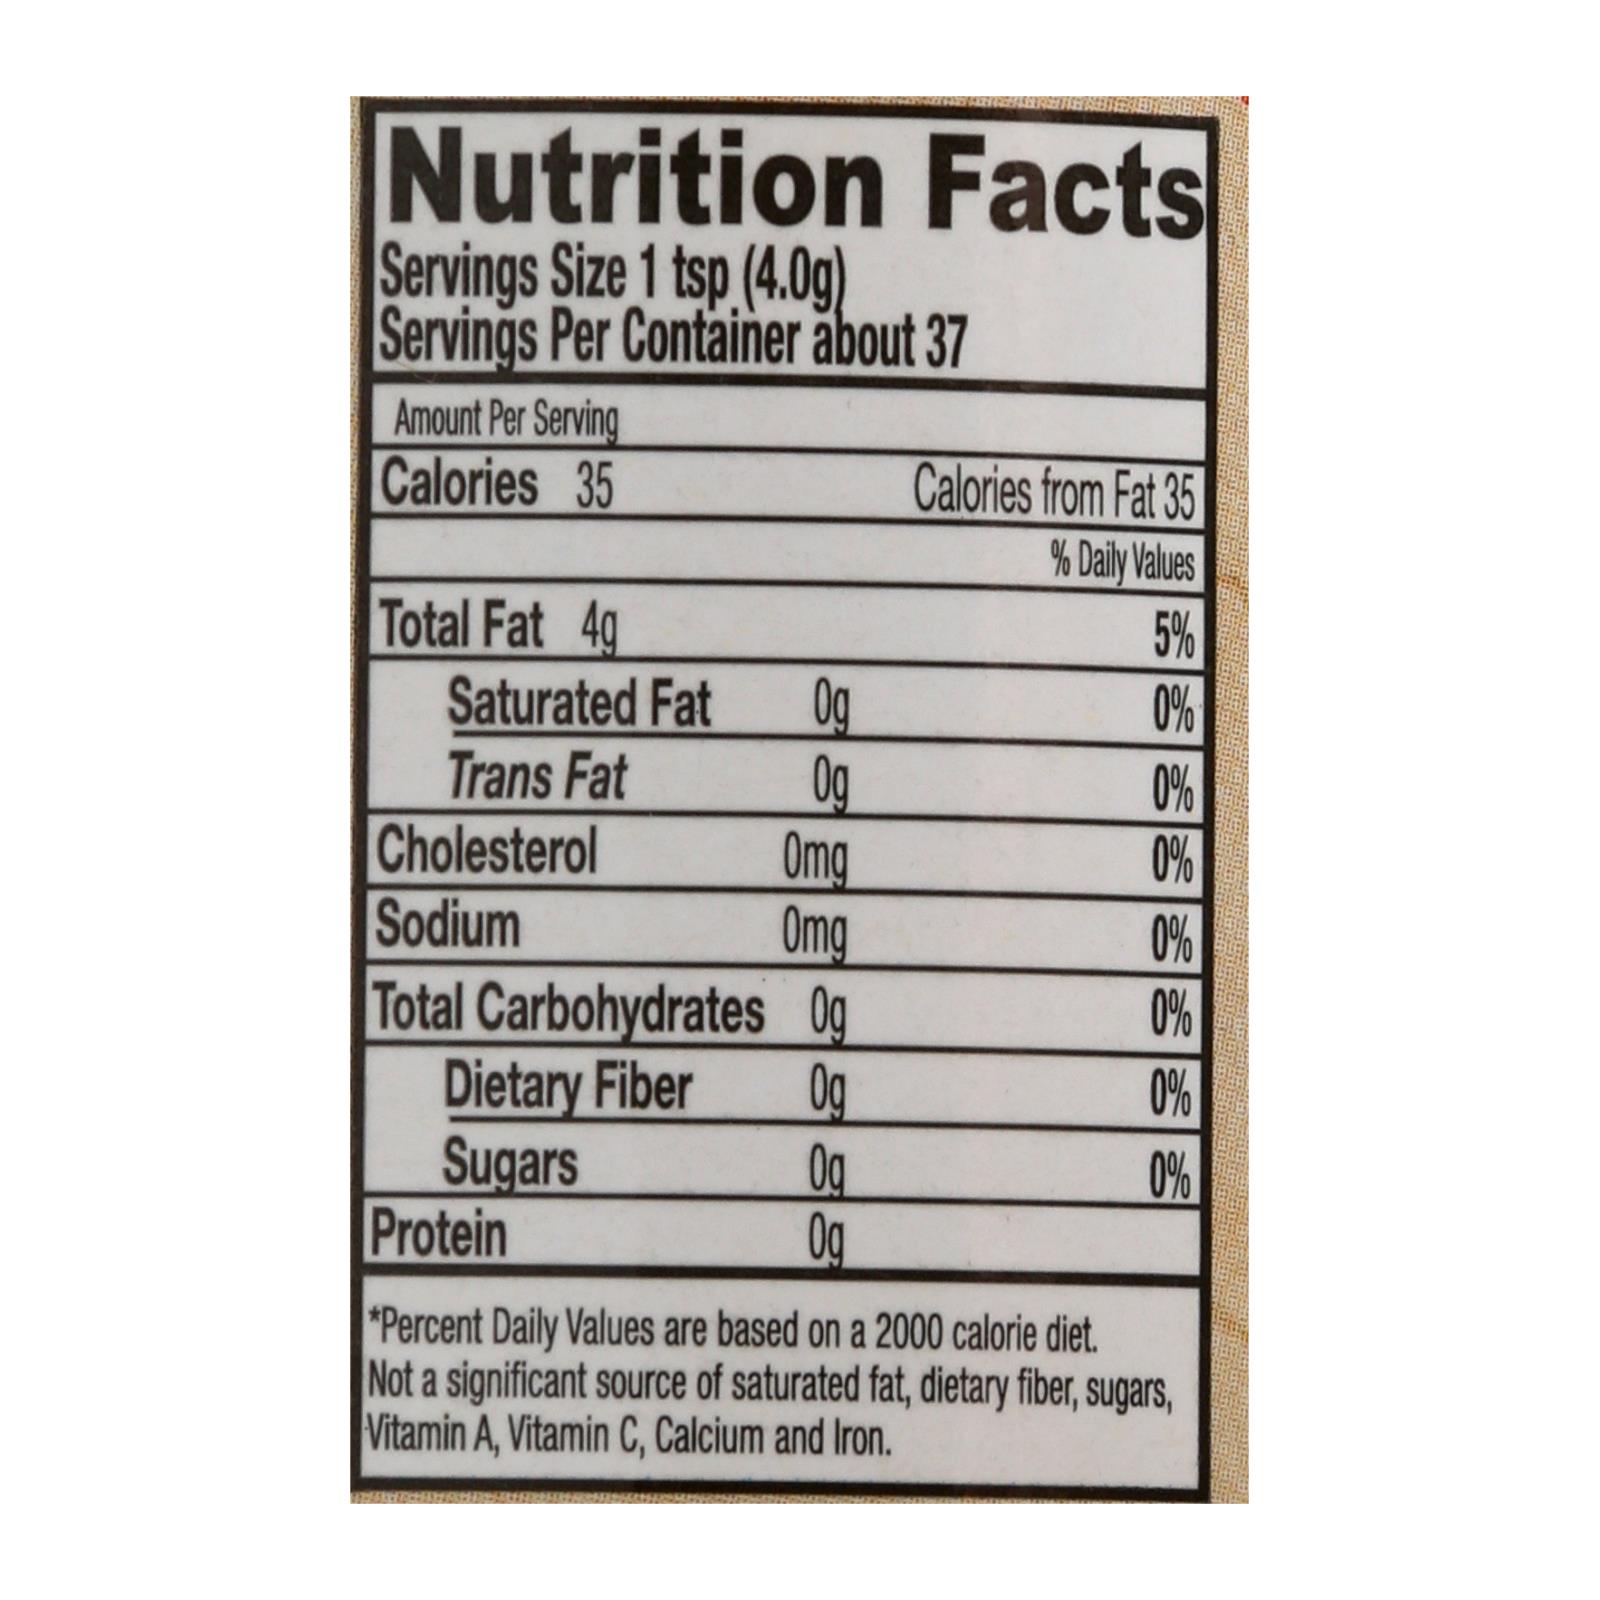 Nutrition Facts
Servings Size 1 tsp (4.0g)
Servings Per Container about 37
Amount Per Serving
Calories 35 Calories from Fat 35
% Daily Values
Total Fat 4g 5%
Saturated Fat 0g 0%
Trans Fat 0g 0%
Cholesterol 0mg 0%
Sodium 0mg 0%
Total Carbohydrates 0g 0%
Dietary Fiber 0g 0%
Sugars 0g 0%
Protein 0g
*Percent Daily Values are based on a 2000 calorie diet.
Not a significant source of saturated fat, dietary fiber, sugars,
Vitamin A, Vitamin C, Calcium and Iron.